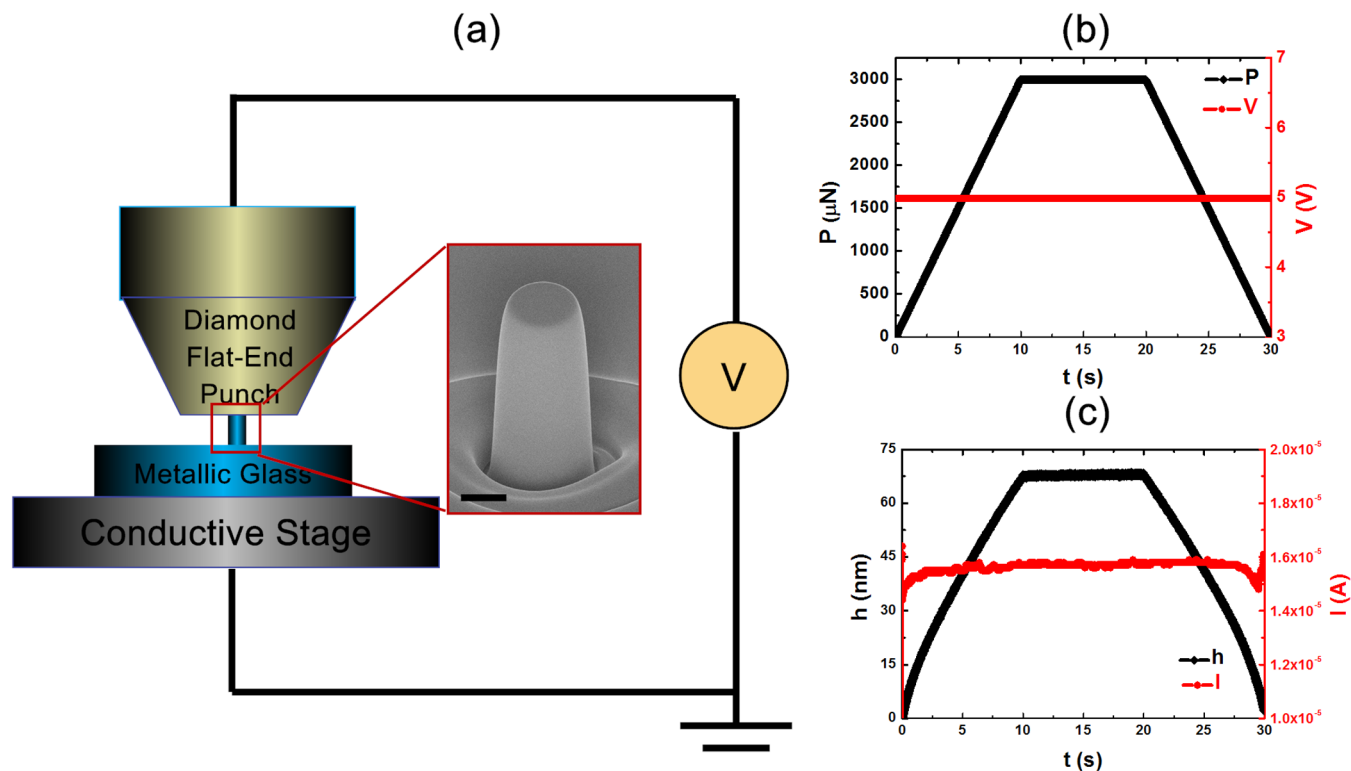 (a)
Diamond
Flat-End
Punch
Metallic Glass
Conductive Stage
V
(b)
3000
2500
2000
1500
1000
500
0
P (μN)
P
V
7
6
5
4
3
V (V)
0 5 10 15 20 25 30
t (s)
(c)
75
60
45
30
15
0
h (nm)
h
I
2.0x10⁻⁵
1.8x10⁻⁵
1.6x10⁻⁵
1.4x10⁻⁵
1.2x10⁻⁵
1.0x10⁻⁵
I (A)
0 5 10 15 20 25 30
t (s)